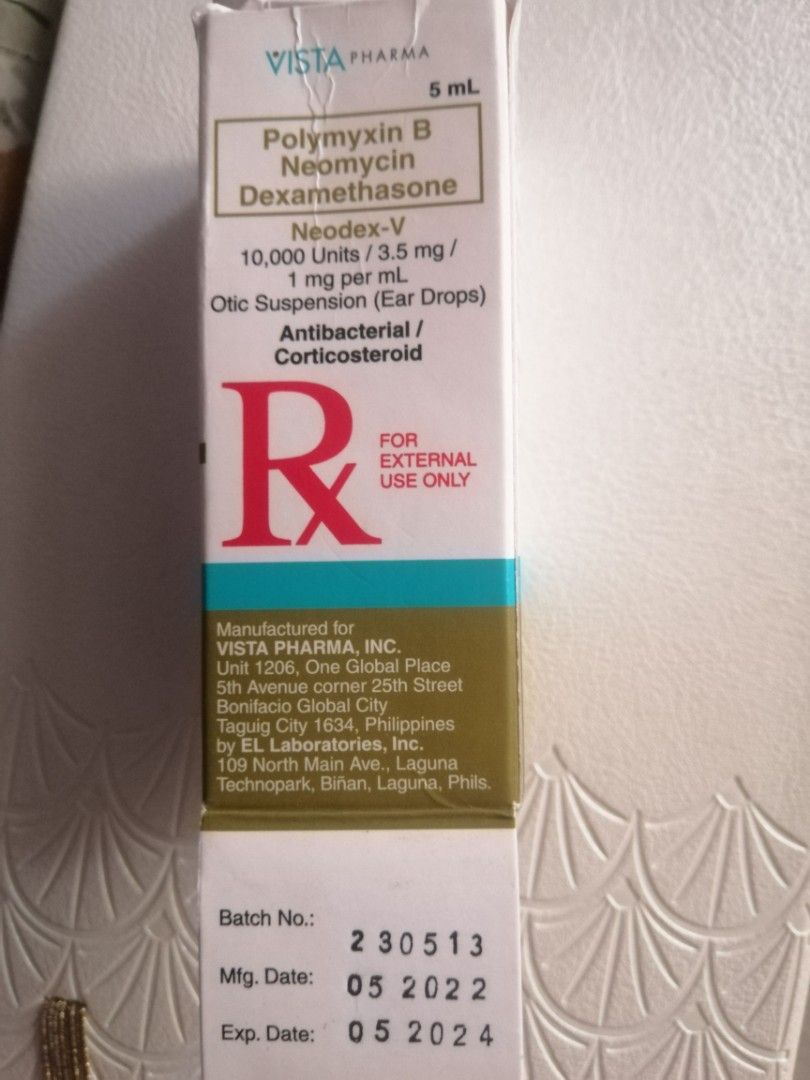 VISTA PHARMA
5 mL
Polymyxin B
Neomycin
Dexamethasone
Neodex-V
10,000 Units / 3.5 mg /
1 mg per mL
Otic Suspension (Ear Drops)
Antibacterial /
Corticosteroid
Rx
FOR
EXTERNAL
USE ONLY
Manufactured for
VISTA PHARMA, INC.
Unit 1206, One Global Place
5th Avenue corner 25th Street
Bonifacio Global City
Taguig City 1634, Philippines
by EL Laboratories, Inc.
109 North Main Ave., Laguna
Technopark, Biñan, Laguna, Phils.
Batch No.: 230513
Mfg. Date: 05 2022
Exp. Date: 05 2024